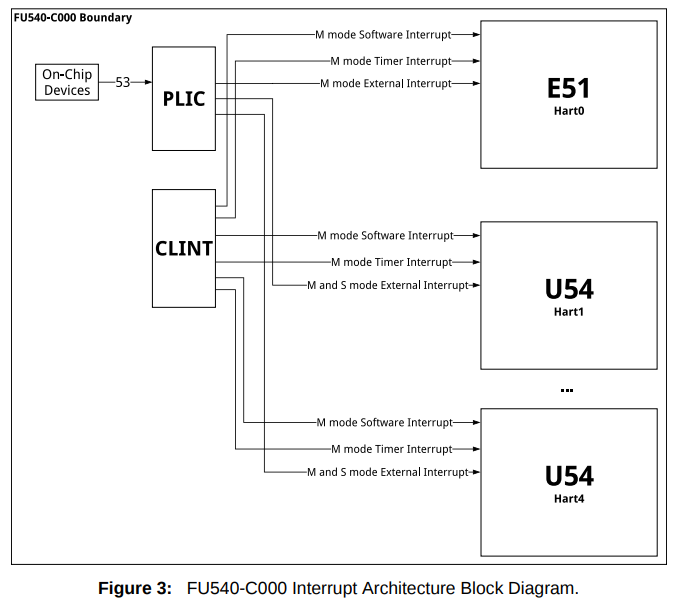 FU540-C000 Boundary
On-Chip
Devices
53
PLIC
M mode Software Interrupt
M mode Timer Interrupt
M mode External Interrupt
E51
Hart0
CLINT
M mode Software Interrupt
M mode Timer Interrupt
M and S mode External Interrupt
U54
Hart1
...
M mode Software Interrupt
M mode Timer Interrupt
M and S mode External Interrupt
U54
Hart4
Figure 3: FU540-C000 Interrupt Architecture Block Diagram.